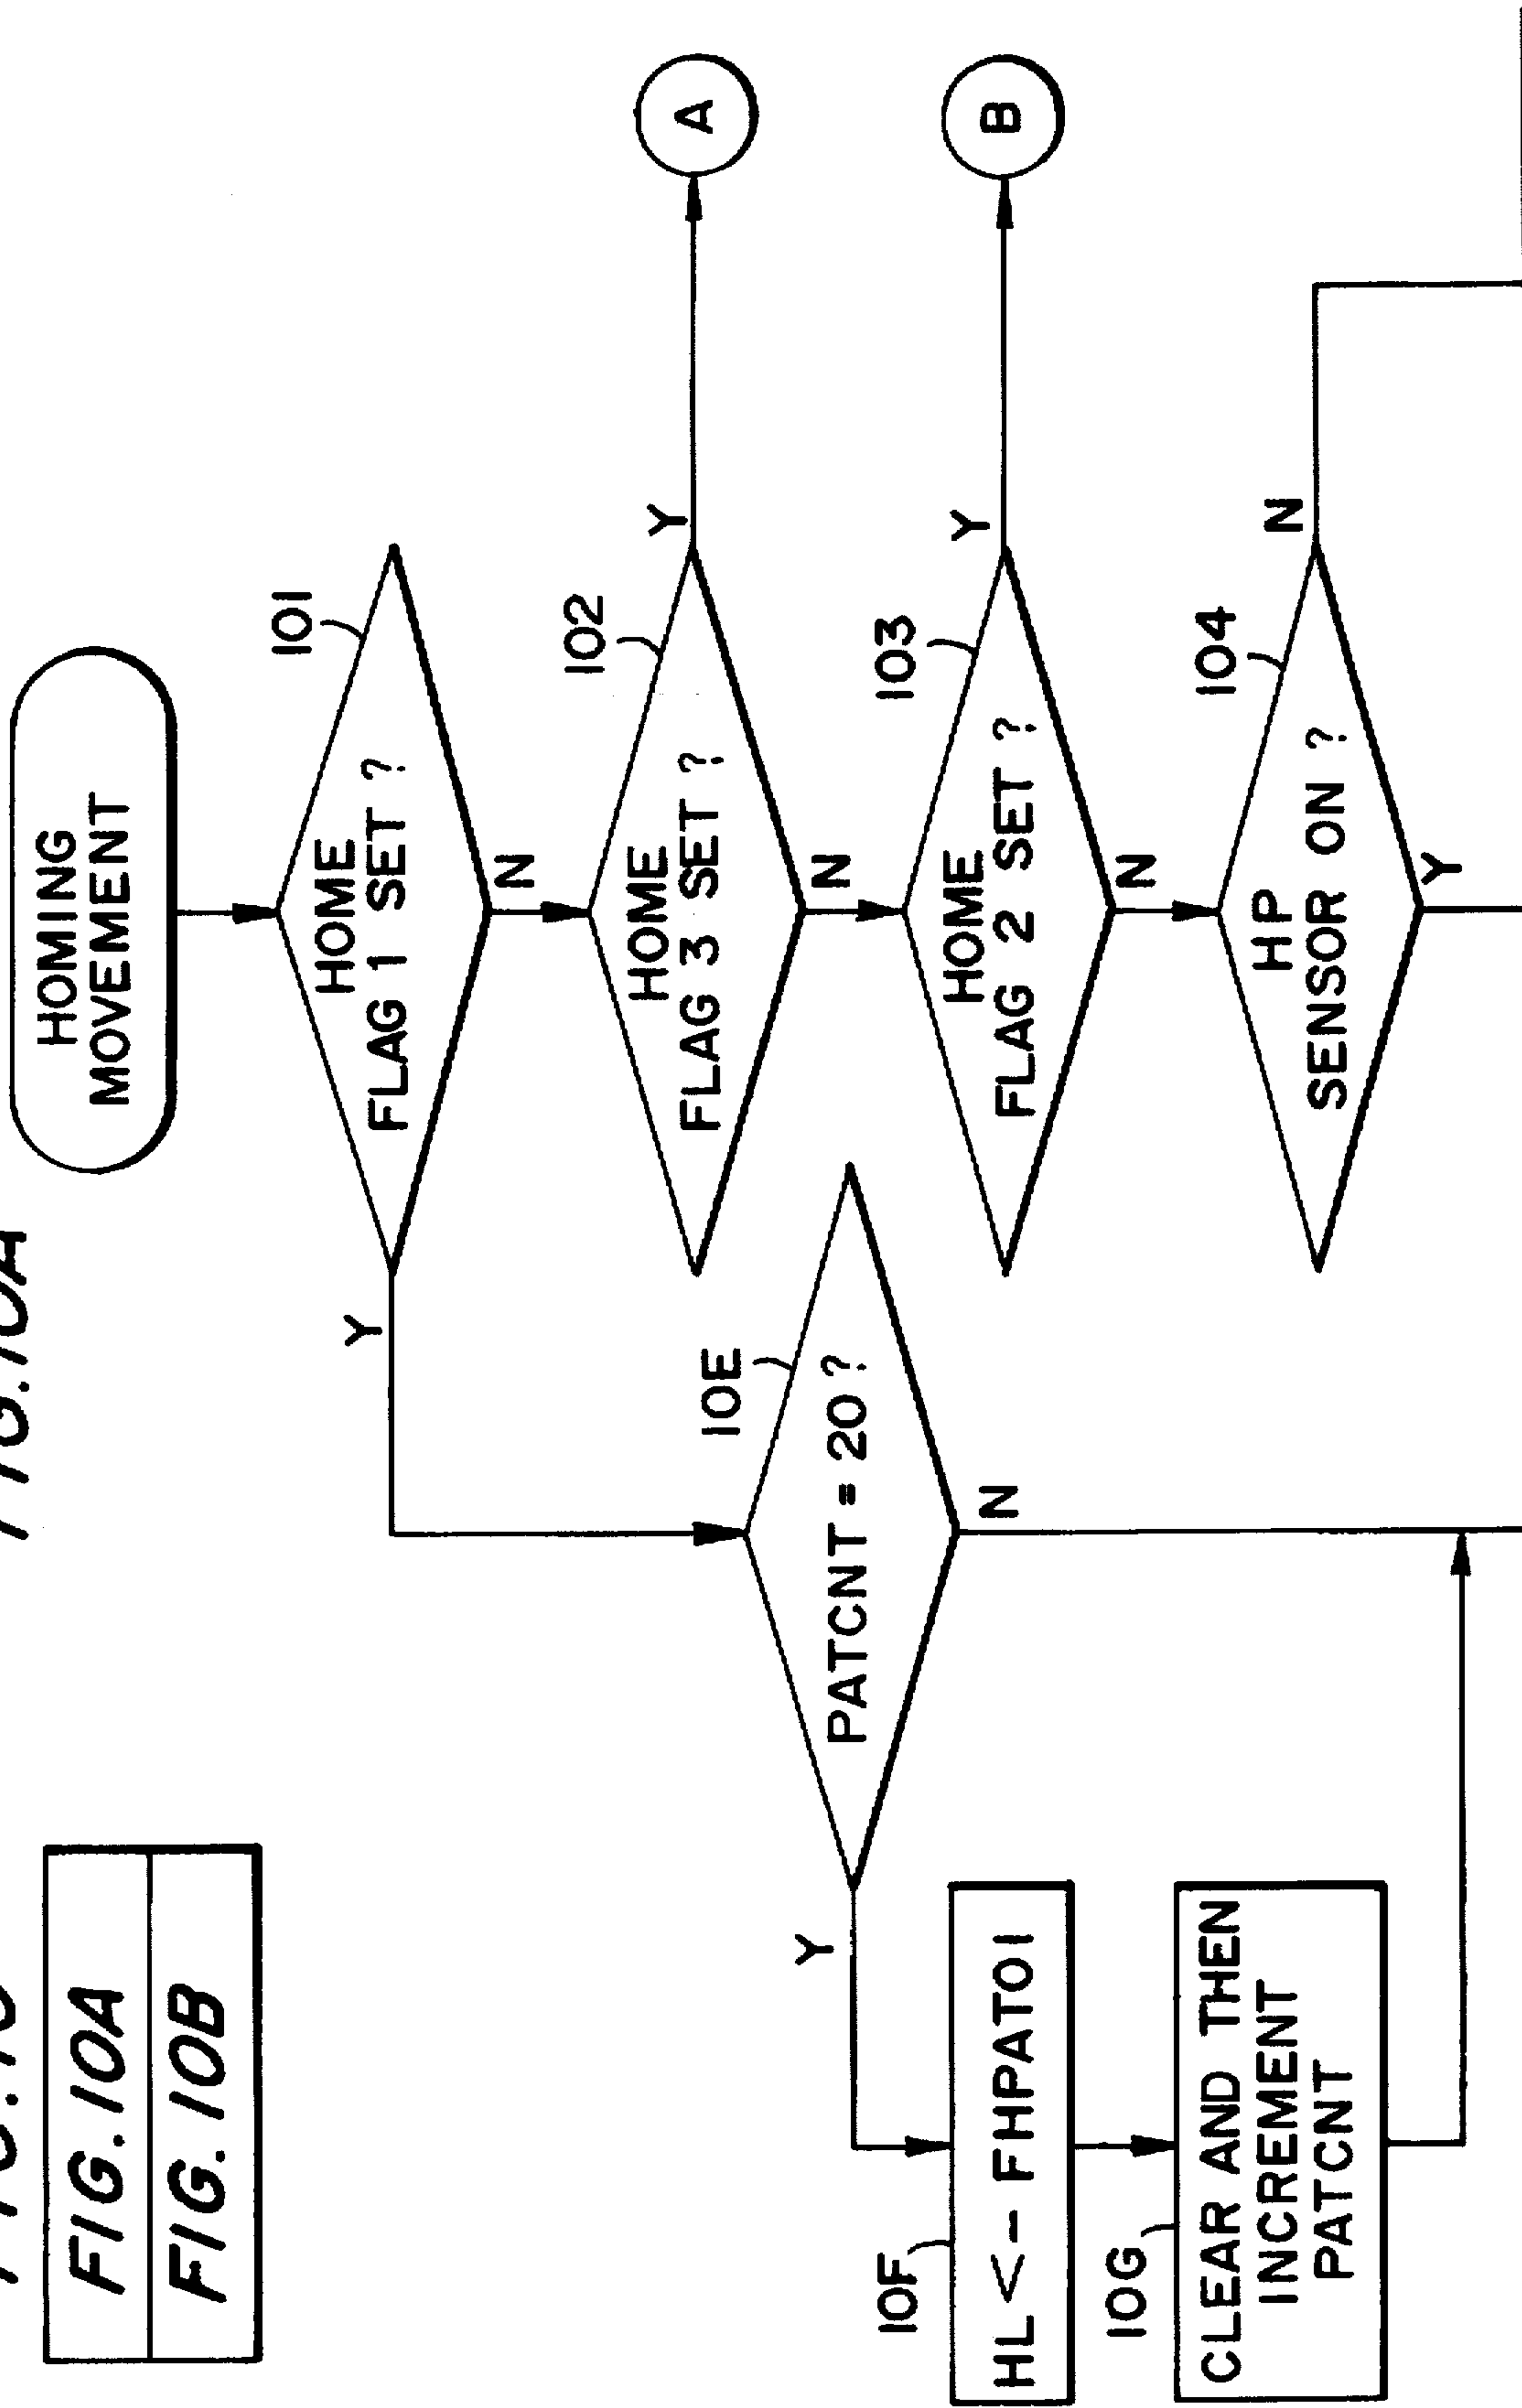 FIG. 10A
FIG. 10
FIG. 10A
FIG. 10B
HOMING
MOVEMENT
101
HOME
FLAG 1 SET ?
Y
N
102
HOME
FLAG 3 SET ?
Y
A
N
10E
PATCNT = 20 ?
Y
N
103
HOME
FLAG 2 SET ?
Y
B
N
10F
HL <- FHPAT01
104
HP
SENSOR ON ?
N
Y
10G
CLEAR AND THEN
INCREMENT
PATCNT